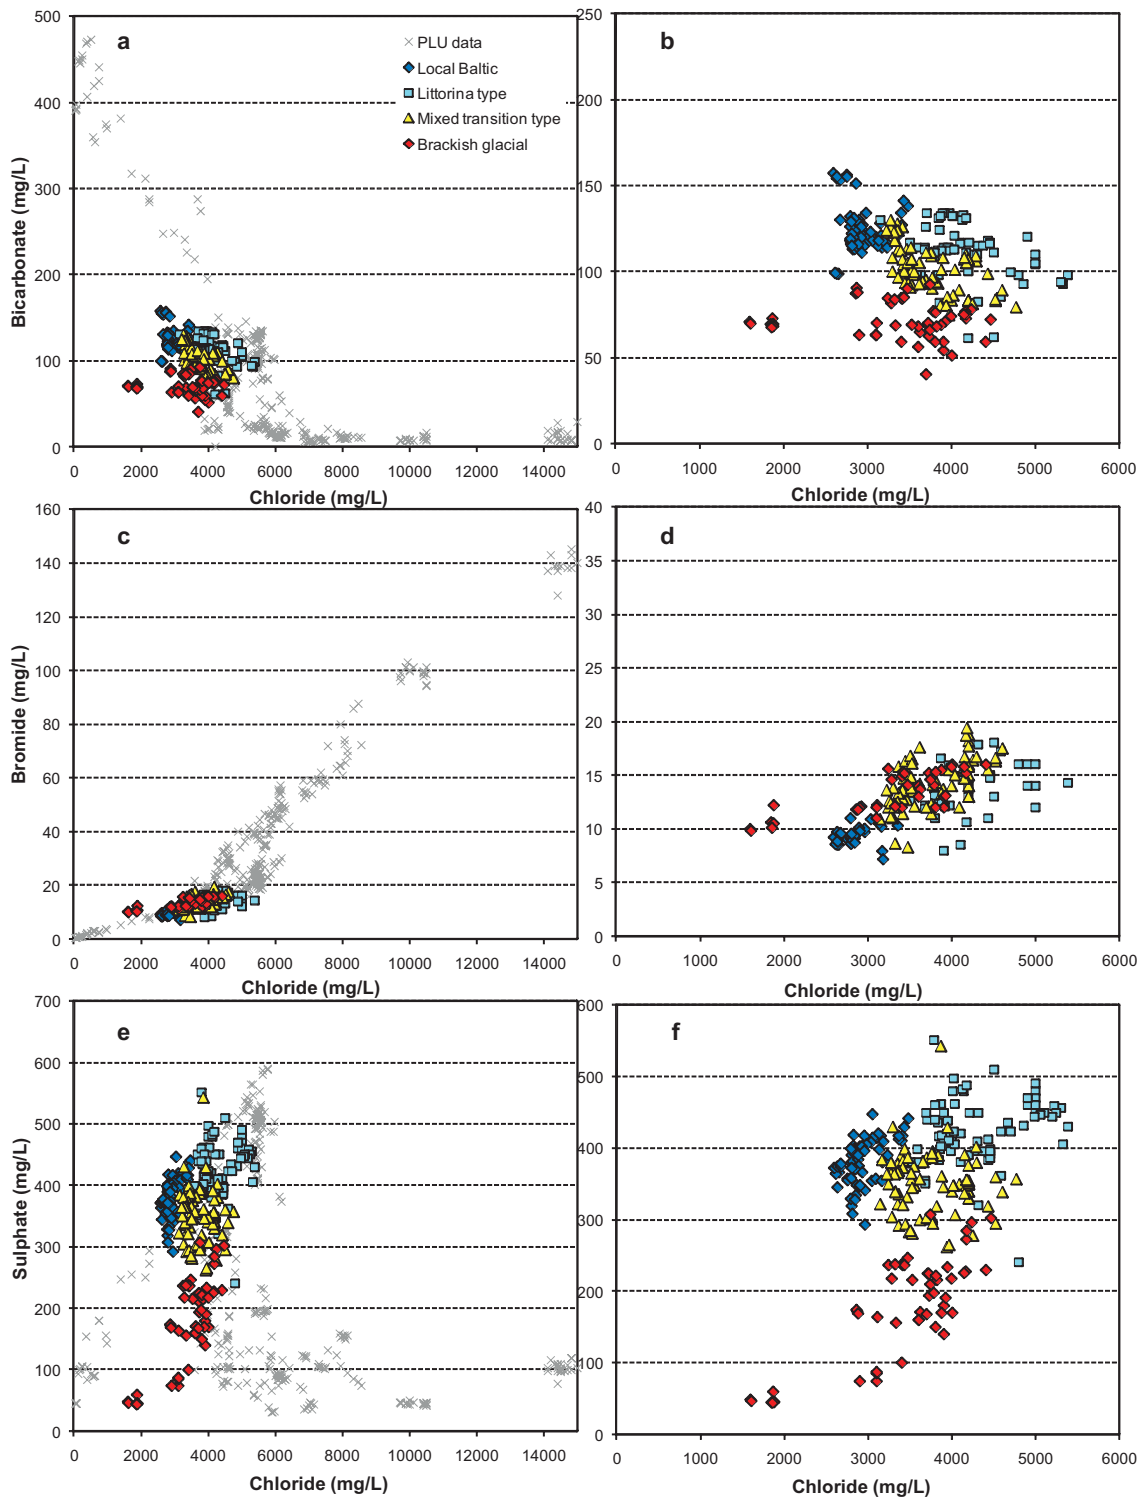 a
500
400
300
200
100
0
Bicarbonate (mg/L)
PLU data
Local Baltic
Littorina type
Mixed transition type
Brackish glacial
0 2000 4000 6000 8000 10000 12000 14000
Chloride (mg/L)
b
250
200
150
100
50
0
0 1000 2000 3000 4000 5000 6000
Chloride (mg/L)
c
160
140
120
100
80
60
40
20
0
Bromide (mg/L)
0 2000 4000 6000 8000 10000 12000 14000
Chloride (mg/L)
d
40
35
30
25
20
15
10
5
0
0 1000 2000 3000 4000 5000 6000
Chloride (mg/L)
e
700
600
500
400
300
200
100
0
Sulphate (mg/L)
0 2000 4000 6000 8000 10000 12000 14000
Chloride (mg/L)
f
600
500
400
300
200
100
0
0 1000 2000 3000 4000 5000 6000
Chloride (mg/L)